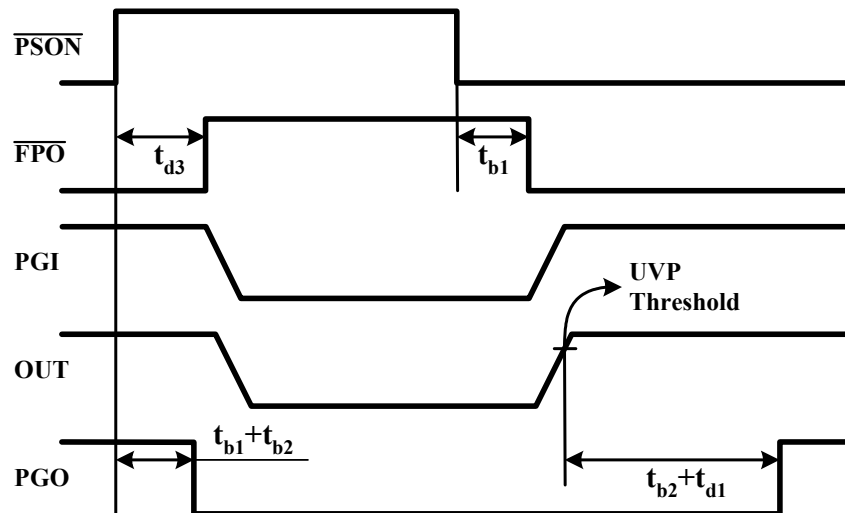 PSON
FPO
t_d3
t_b1
PGI
UVP
Threshold
OUT
t_b1+t_b2
PGO
t_b2+t_d1